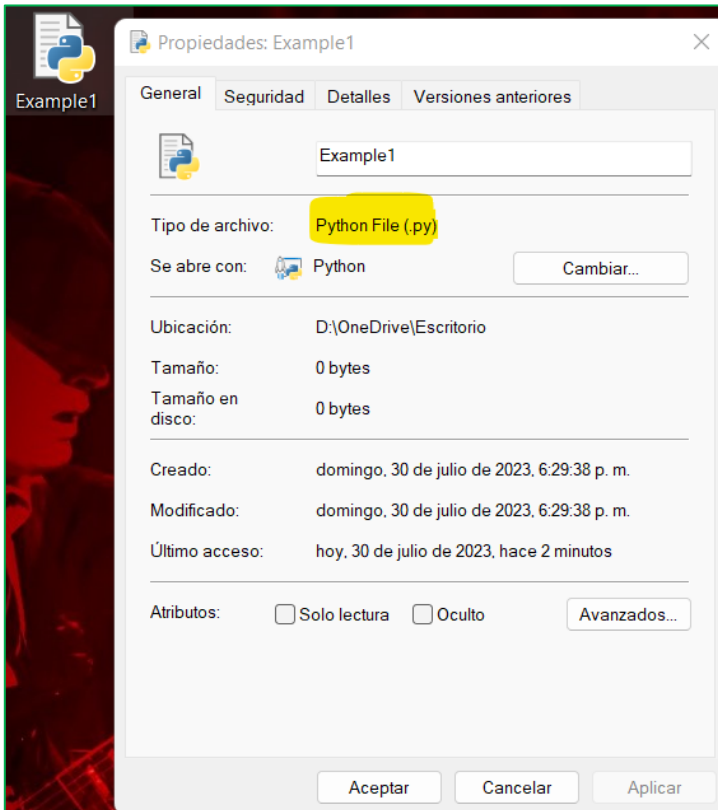 Example1
Propiedades: Example1
General Seguridad Detalles Versiones anteriores
Example1
Tipo de archivo: Python File (.py)
Se abre con: Python Cambiar...
Ubicación: D:\OneDrive\Escritorio
Tamaño: 0 bytes
Tamaño en
disco: 0 bytes
Creado: domingo, 30 de julio de 2023, 6:29:38 p. m.
Modificado: domingo, 30 de julio de 2023, 6:29:38 p. m.
Último acceso: hoy, 30 de julio de 2023, hace 2 minutos
Atributos: Solo lectura Oculto Avanzados...
Aceptar Cancelar Aplicar